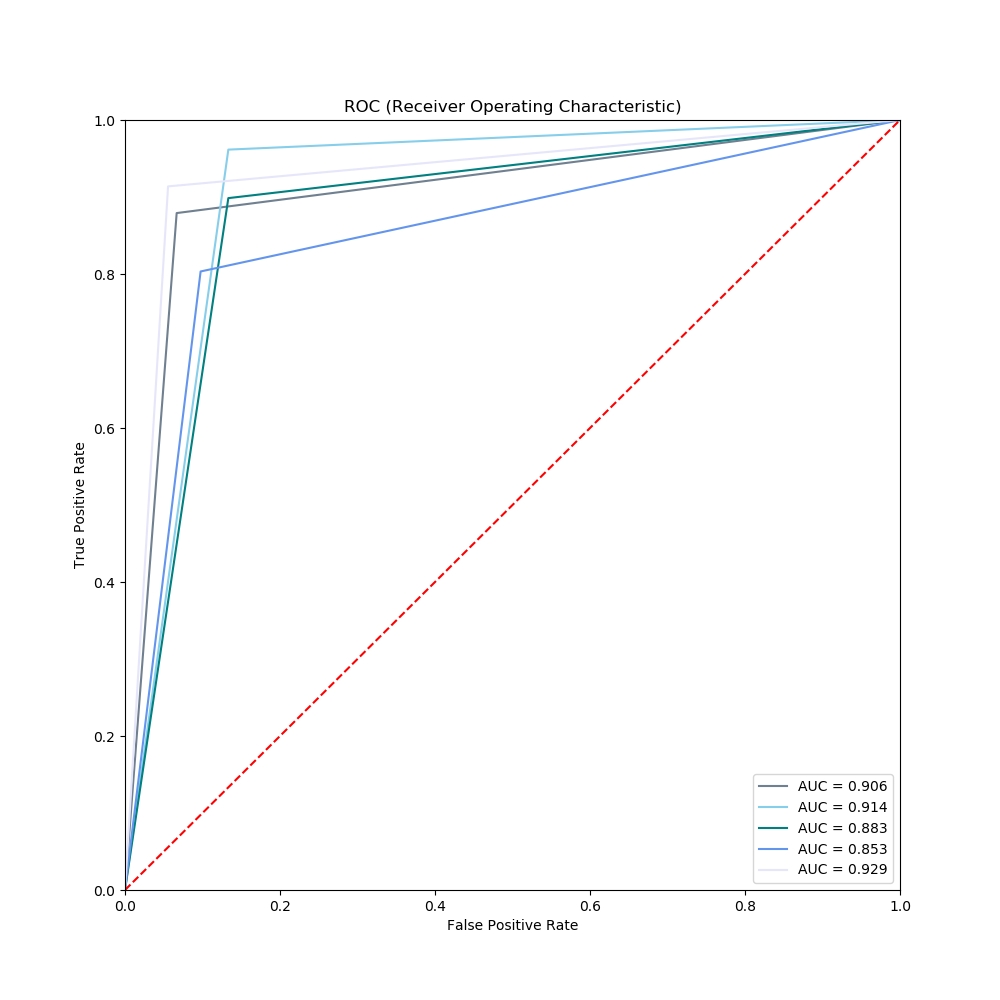 ROC (Receiver Operating Characteristic)
1.0
0.8
0.6
0.4
0.2
0.0
True Positive Rate
0.0 0.2 0.4 0.6 0.8 1.0
False Positive Rate
AUC = 0.906
AUC = 0.914
AUC = 0.883
AUC = 0.853
AUC = 0.929